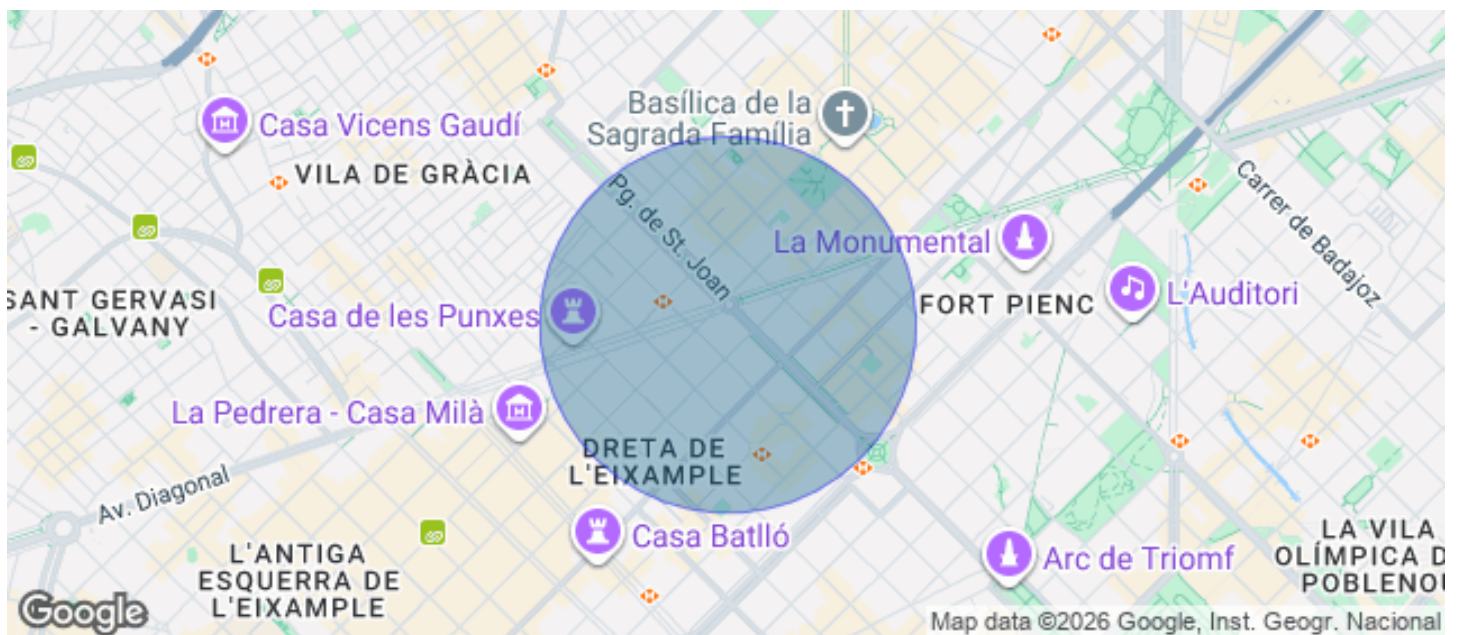 Basílica de la
Sagrada Família
Casa Vicens Gaudí
VILA DE GRÀCIA
Carrer de Badajoz
Pg. de St. Joan
La Monumental
SANT GERVASI
- GALVANY
Casa de les Punxes
FORT PIENC
L'Auditori
La Pedrera - Casa Milà
DRETA DE
L'EIXAMPLE
Av. Diagonal
Casa Batlló
Arc de Triomf
L'ANTIGA
ESQUERRA DE
L'EIXAMPLE
LA VILA
OLÍMPICA D
POBLENOU
Google
Map data ©2026 Google, Inst. Geogr. Nacional